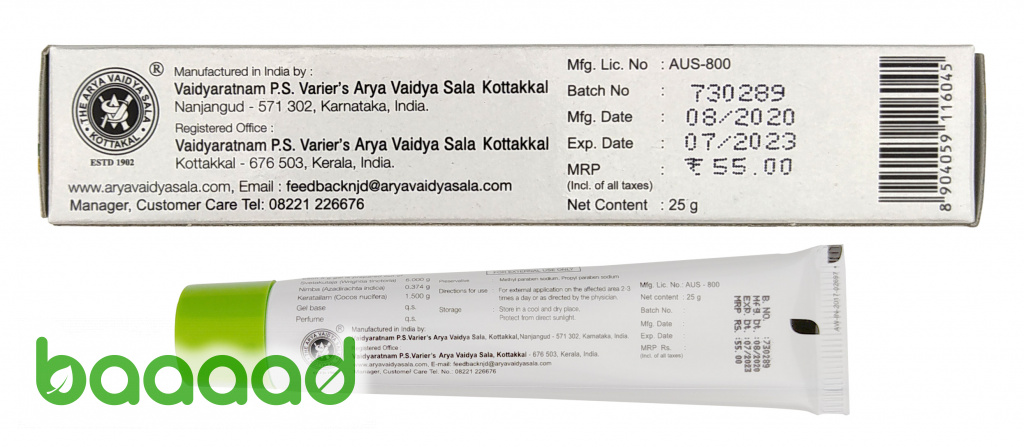 THE ARYA VAIDYA SALA
KOTTAKAL
®
ESTD 1902
Manufactured in India by :
Vaidyaratnam P.S. Varier's Arya Vaidya Sala Kottakkal
Nanjangud - 571 302, Karnataka, India.
Registered Office :
Vaidyaratnam P.S. Varier's Arya Vaidya Sala Kottakkal
Kottakkal - 676 503, Kerala, India.
www.aryavaidyasala.com, Email : feedbacknjd@aryavaidyasala.com
Manager, Customer Care Tel: 08221 226676
Mfg. Lic. No : AUS-800
Batch No : 730289
Mfg. Date : 08/2020
Exp. Date : 07/2023
MRP : ₹ 55.00
(Incl. of all taxes)
Net Content : 25 g
8 904059 116045
(Wrightia tinctoria) 6.000 g
Nimba (Azadirachta indica) 0.374 g
Keratailam (Cocos nucifera) 1.500 g
Gel base q.s.
Perfume q.s.
FOR EXTERNAL USE ONLY
Preservative : Methyl paraben sodium, Propyl paraben sodium
Directions for use : For external application on the affected area 2-3
times a day or as directed by the physician.
Storage : Store in a cool and dry place.
Protect from direct sunlight.
Manufactured in India by :
Vaidyaratnam P.S.Varier's Arya Vaidya Sala, Kottakkal, Nanjangud - 571 302, Karnataka, India.
Registered Office
Vaidyaratnam P.S.Varier's Arya Vaidya Sala, Kottakkal - 676 503, Kerala, India.
www.aryavaidyasala.com, E-mail: feedbacknjd@aryavaidyasala.com
Manager, Customer Care Tel. No.: 08221 226676
Mfg. Lic. No.: AUS - 800
Net content : 25 g
Batch No. :
Mfg. Date :
Exp. Date :
MRP Rs. :
(Incl. of all taxes)
B. NO. :730289
Mfg Dt. :08/2020
EXP. Dt. :07/2023
MRP RS. :55.00
baaaad